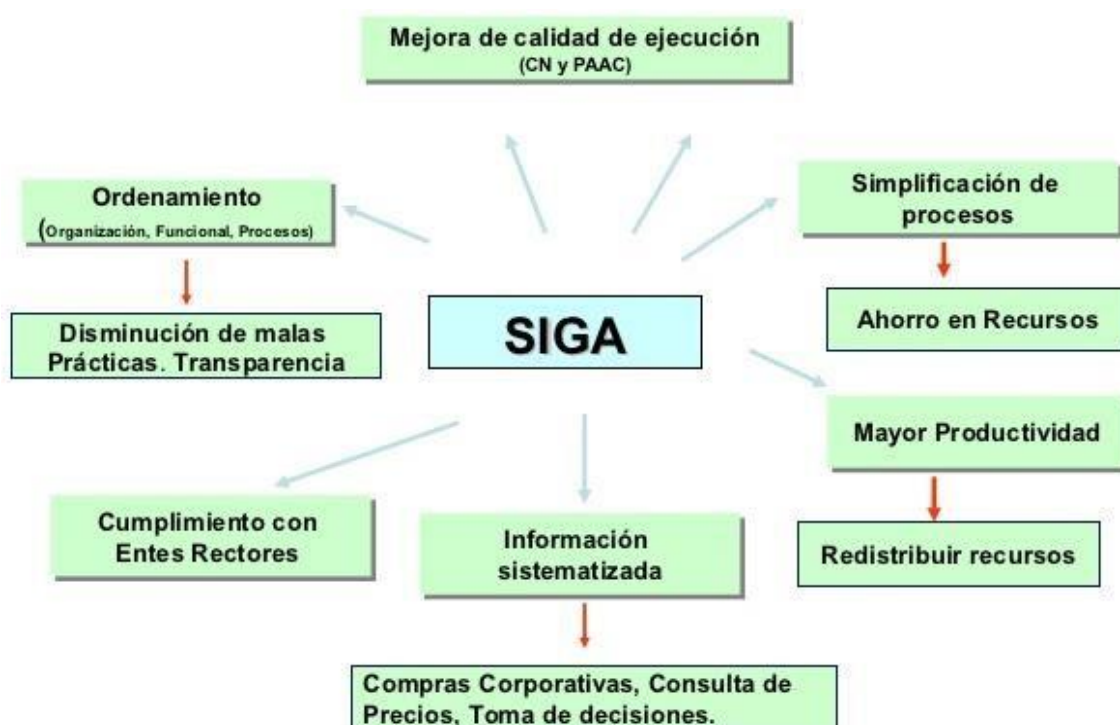 Mejora de calidad de ejecución
(CN y PAAC)
Ordenamiento
(Organización, Funcional, Procesos)
Simplificación de
procesos
Disminución de malas
Prácticas. Transparencia
SIGA
Ahorro en Recursos
Mayor Productividad
Cumplimiento con
Entes Rectores
Información
sistematizada
Redistribuir recursos
Compras Corporativas, Consulta de
Precios, Toma de decisiones.